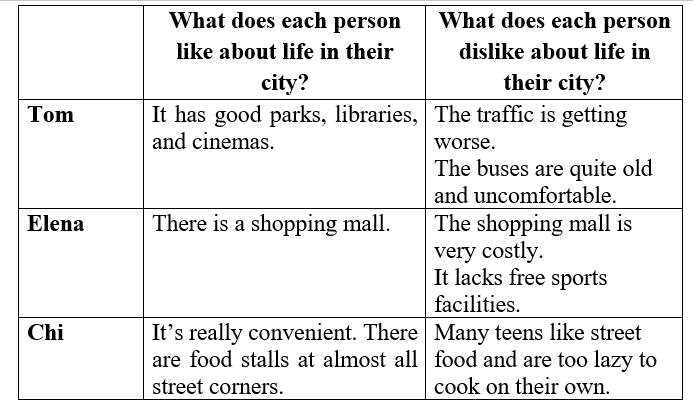 What does each person
like about life in their
city?
What does each person
dislike about life in
their city?
Tom
It has good parks, libraries,
and cinemas.
The traffic is getting
worse.
The buses are quite old
and uncomfortable.
Elena
There is a shopping mall.
The shopping mall is
very costly.
It lacks free sports
facilities.
Chi
It’s really convenient. There
are food stalls at almost all
street corners.
Many teens like street
food and are too lazy to
cook on their own.